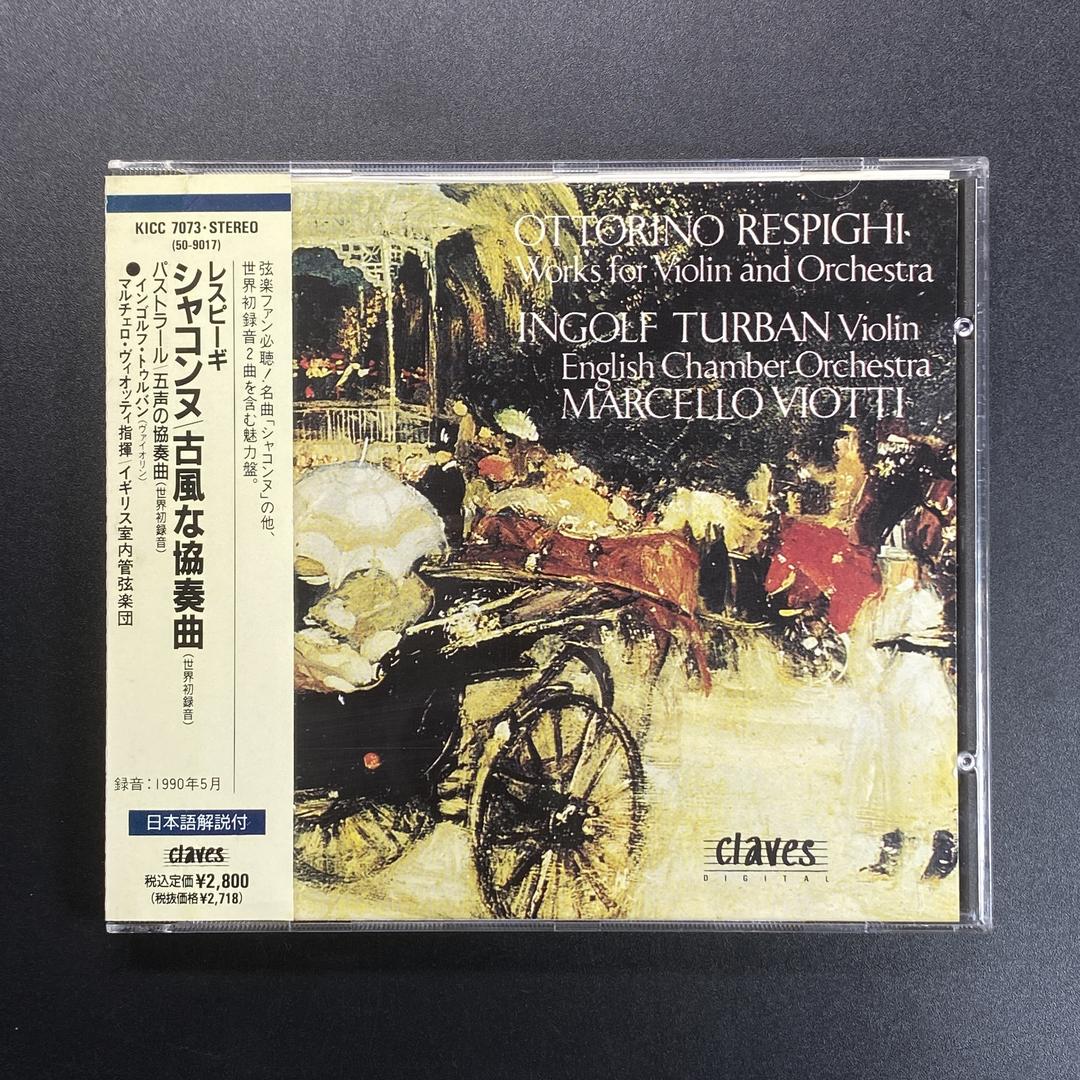 KICC 7073・STEREO
(50-9017)
弦楽ファン必聴!名曲「シャコンヌ」の他、
世界初録音2曲を含む魅力盤。
レスピーギ
シャコンヌ/古風な協奏曲(世界初録音)
パストラール/五声の協奏曲(世界初録音)
●インゴルフ・トゥルバン(ヴァイオリン)
マルチェロ・ヴィオッティ指揮/イギリス室内管弦楽団
録音:1990年5月
日本語解説付
claves
税込定価¥2,800
(税抜価格¥2,718)
OTTORINO RESPIGHI
Works for Violin and Orchestra
INGOLF TURBAN Violin
English Chamber Orchestra
MARCELLO VIOTTI
claves
DIGITAL